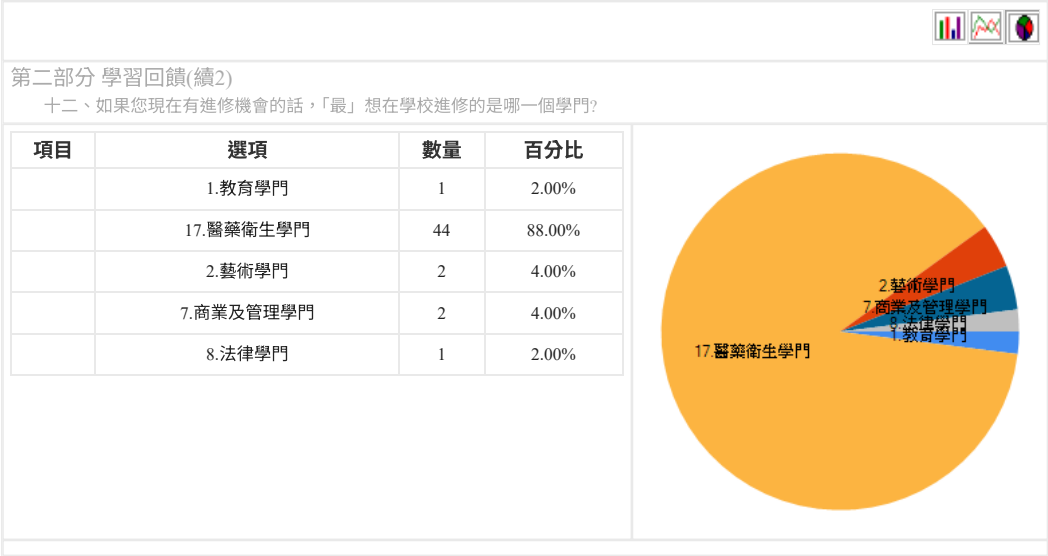 第二部分 學習回饋(續2)
十二、如果您現在有進修機會的話，「最」想在學校進修的是哪一個學門?
項目 選項 數量 百分比
1.教育學門 1 2.00%
17.醫藥衛生學門 44 88.00%
2.藝術學門 2 4.00%
7.商業及管理學門 2 4.00%
8.法律學門 1 2.00%
2.藝術學門
7.商業及管理學門
8.法律學門
1.教育學門
17.醫藥衛生學門